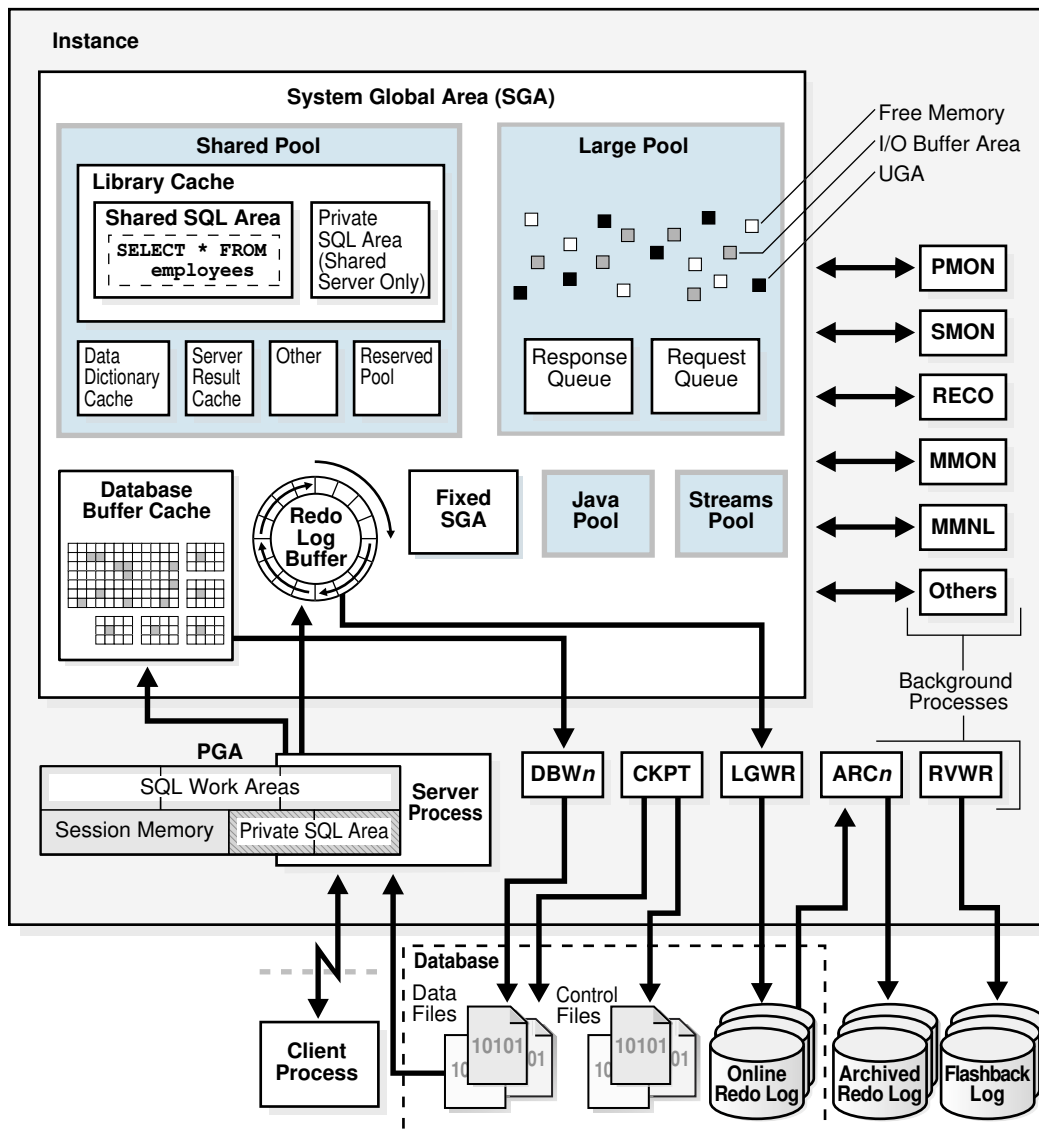 Instance
System Global Area (SGA)
Shared Pool
Library Cache
Shared SQL Area
SELECT * FROM
employees
Private
SQL Area
(Shared
Server Only)
Data
Dictionary
Cache
Server
Result
Cache
Other
Reserved
Pool
Large Pool
Response
Queue
Request
Queue
Free Memory
I/O Buffer Area
UGA
Database
Buffer Cache
Redo
Log
Buffer
Fixed
SGA
Java
Pool
Streams
Pool
PMON
SMON
RECO
MMON
MMNL
Others
Background
Processes
PGA
SQL Work Areas
Session Memory
Private SQL Area
Server
Process
DBWn
CKPT
LGWR
ARCn
RVWR
Client
Process
Database
Data
Files
10
10101
01
Control
Files
1
10101
01
Online
Redo Log
Archived
Redo Log
Flashback
Log